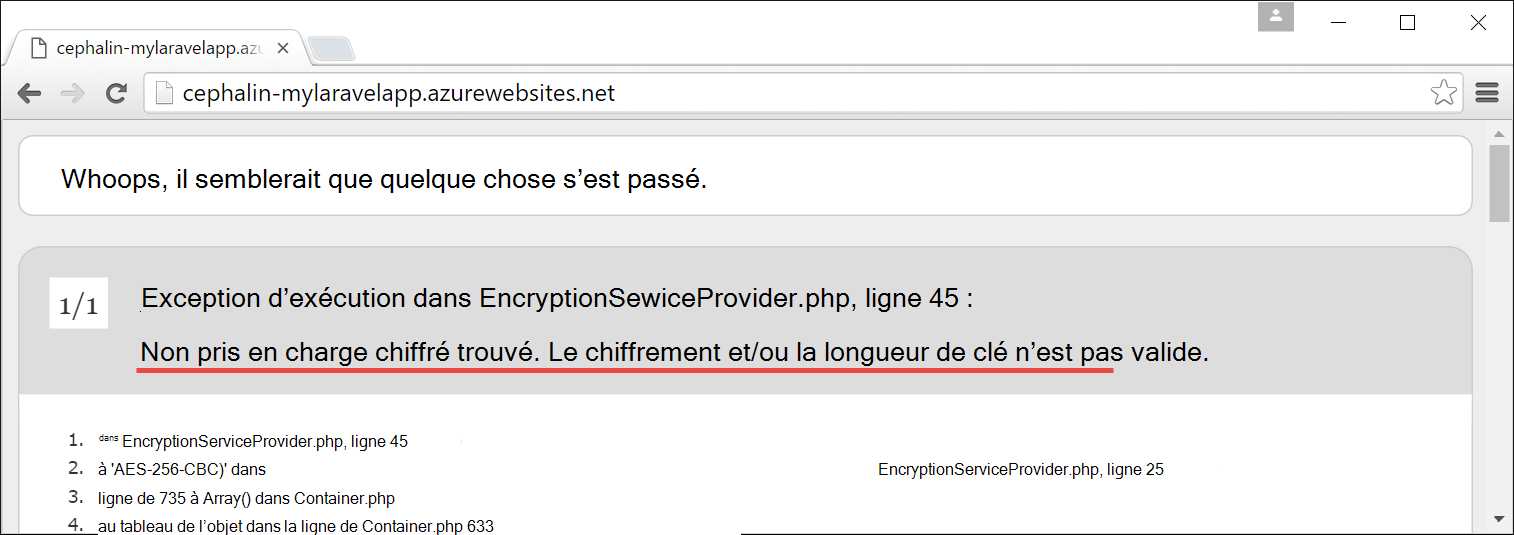 cephalin-mylaravelapp.az
cephalin-mylaravelapp.azurewebsites.net
Whoops, il semblerait que quelque chose s’est passé.
1/1
Exception d’exécution dans EncryptionSewiceProvider.php, ligne 45 :
Non pris en charge chiffré trouvé. Le chiffrement et/ou la longueur de clé n’est pas valide.
1. dans EncryptionServiceProvider.php, ligne 45
2. à 'AES-256-CBC)' dans EncryptionServiceProvider.php, ligne 25
3. ligne de 735 à Array() dans Container.php
4. au tableau de l’objet dans la ligne de Container.php 633